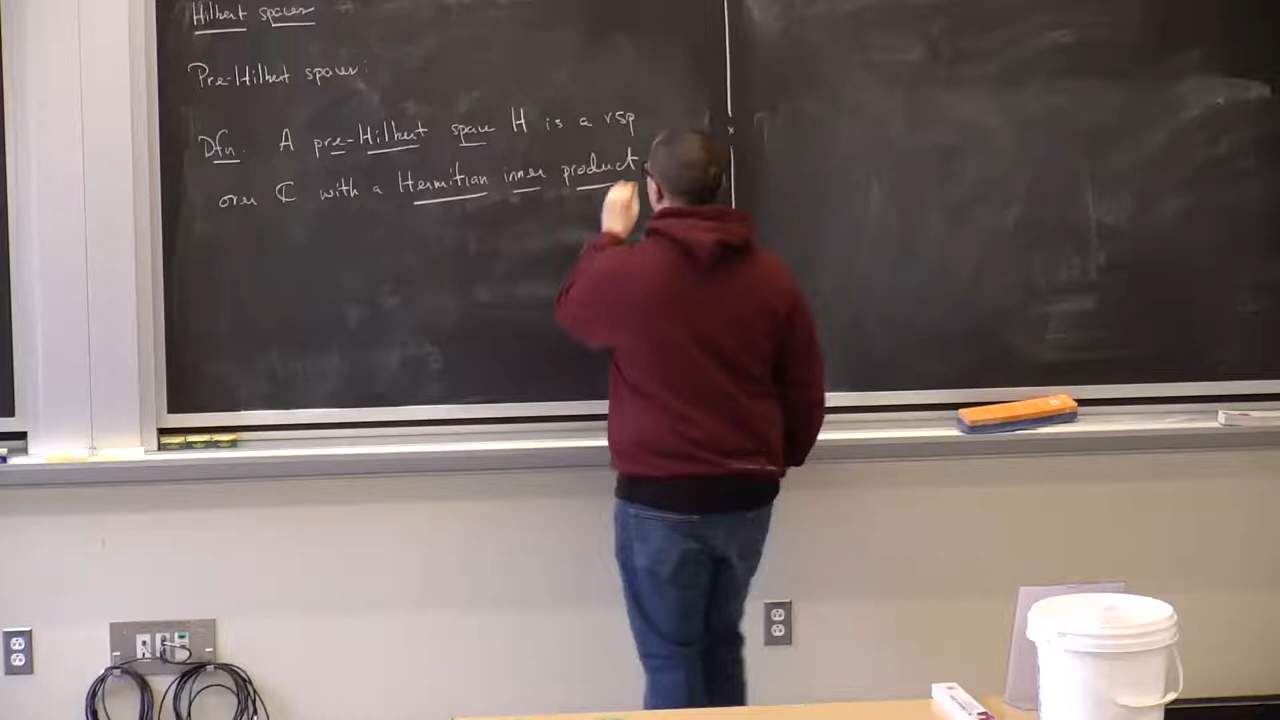 Hilbert spaces
Pre-Hilbert spaces:
Dfn. A pre-Hilbert space H is a vsp
over ℂ with a Hermitian inner product